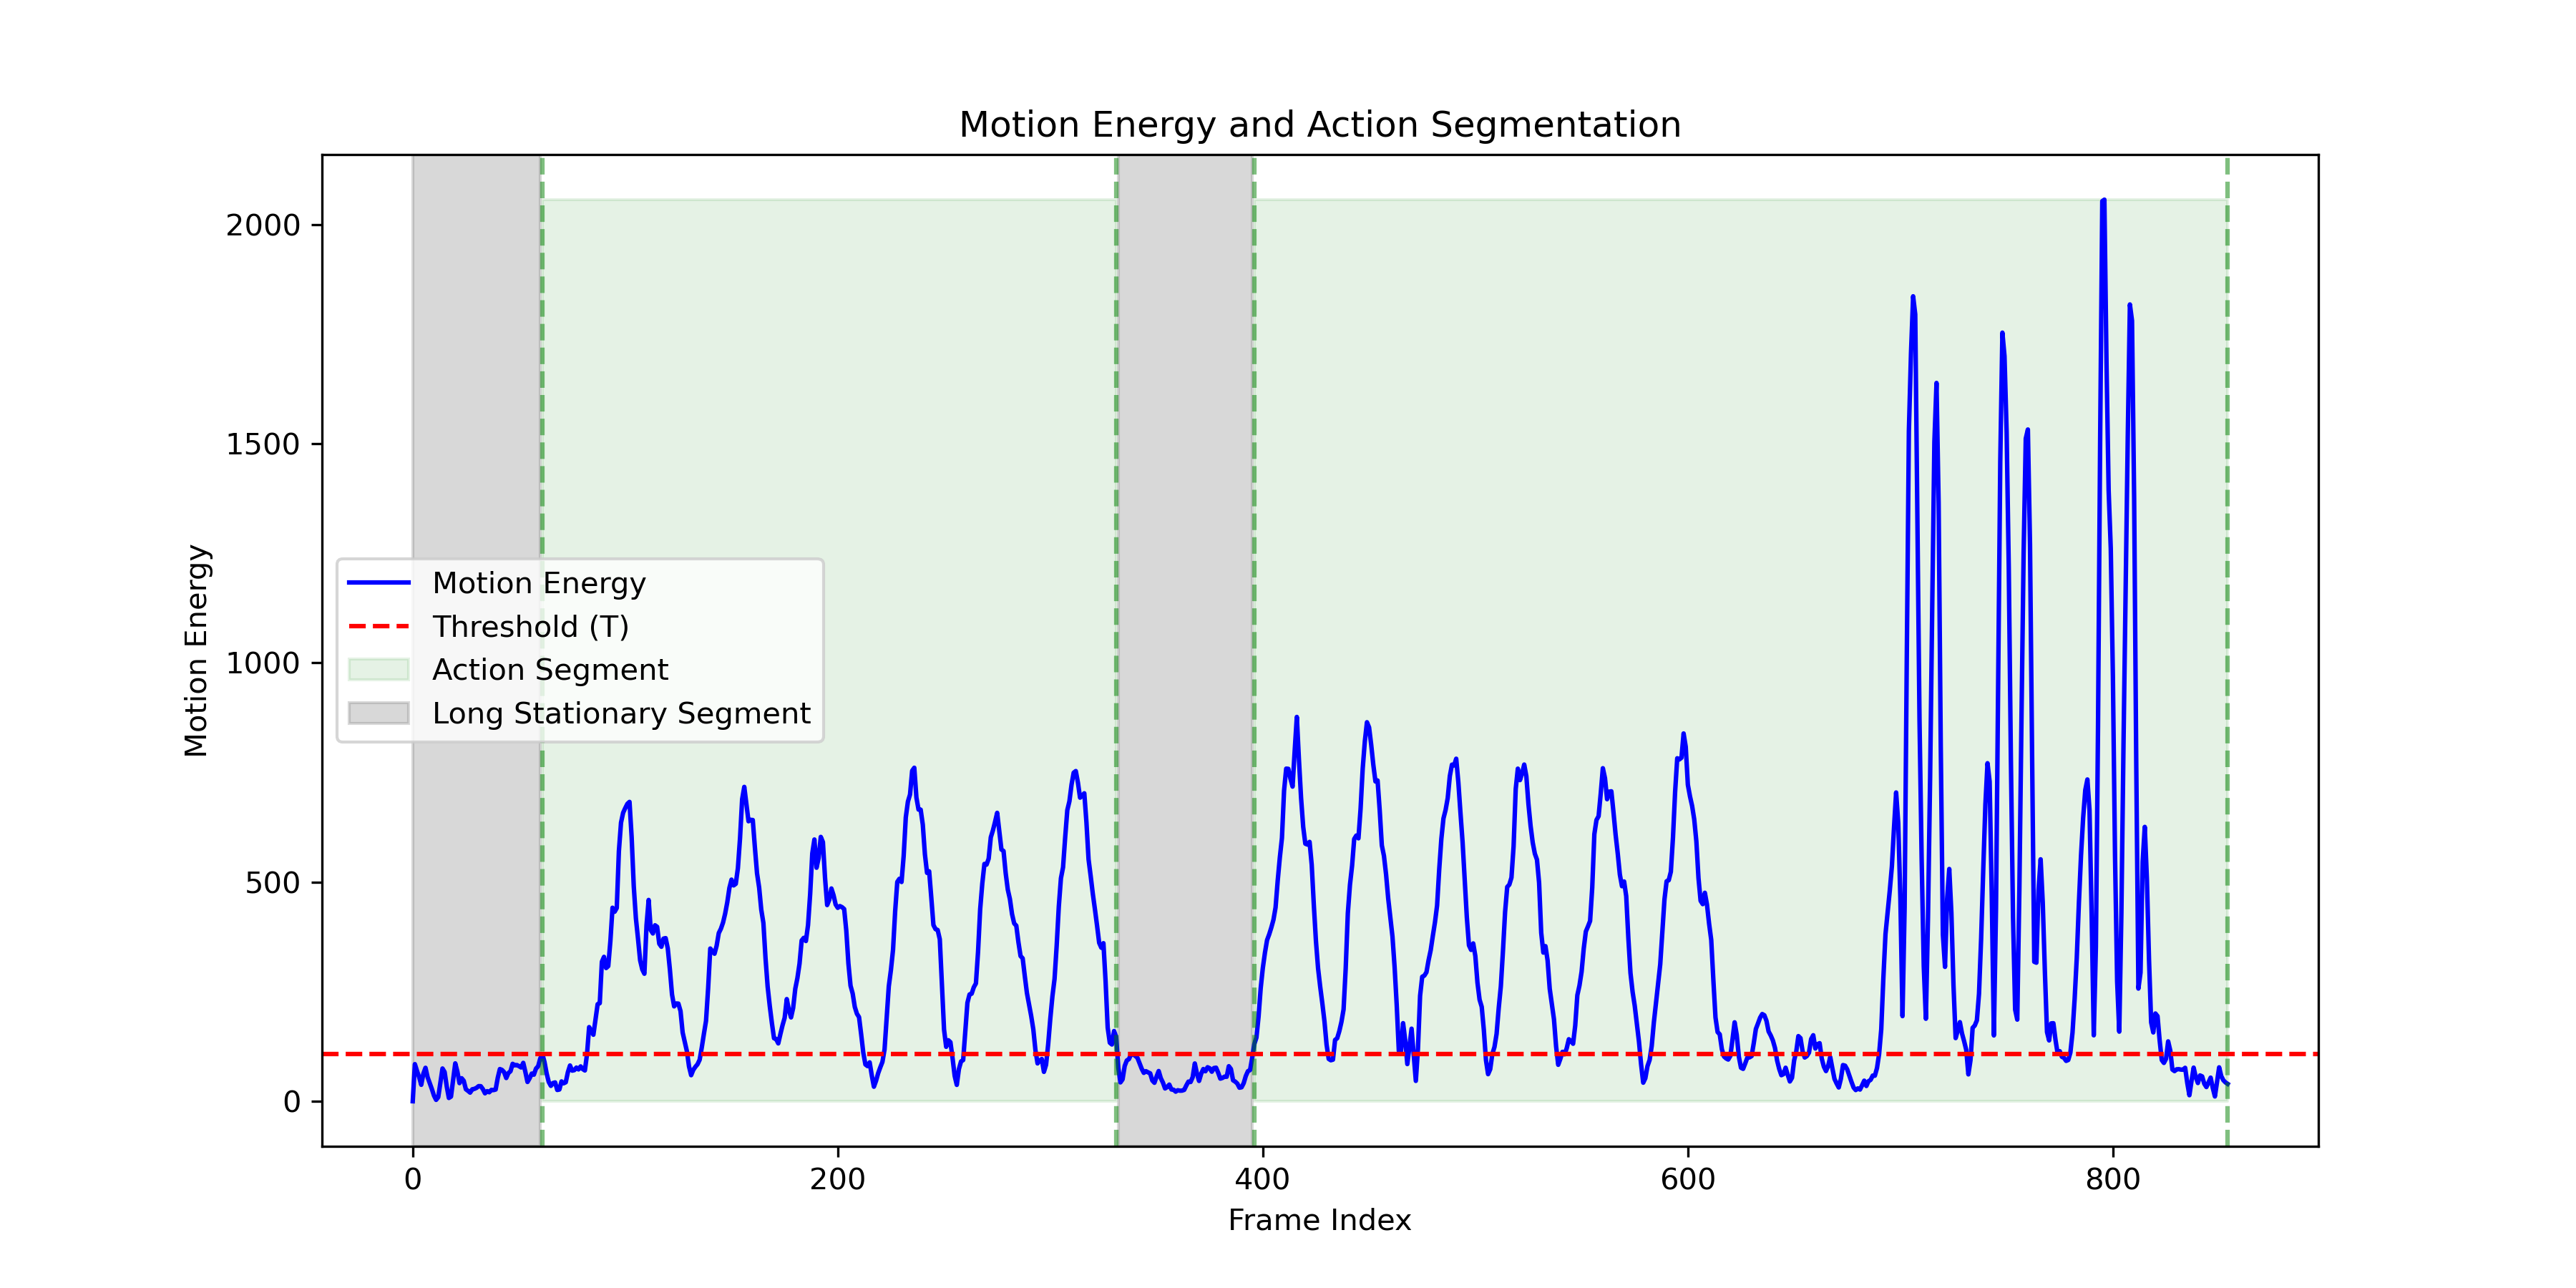 Motion Energy and Action Segmentation
Motion Energy
2000
1500
1000
500
0
Motion Energy
Threshold (T)
Action Segment
Long Stationary Segment
0
200
400
600
800
Frame Index